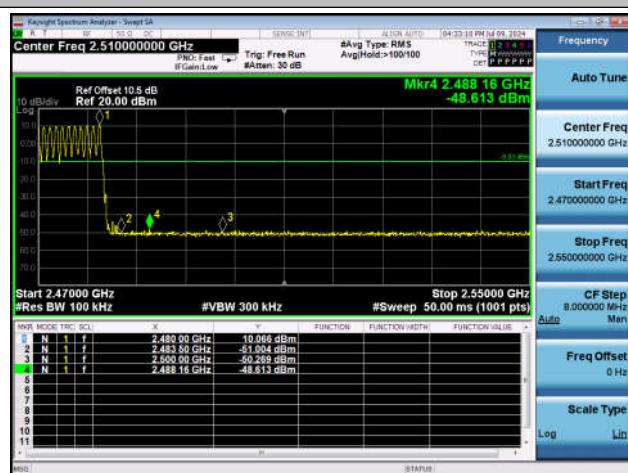 Keysight Spectrum Analyzer - Swept SA
R T RF 50 Ω DC SENSE:INT ALIGN AUTO 04:33:10 PM Jul 09, 2024
Center Freq 2.510000000 GHz
PNO: Fast
IFGain:Low
Trig: Free Run
#Atten: 30 dB
#Avg Type: RMS
Avg|Hold:>100/100
TRACE 1 2 3 4 5 6
TYPE
DET P P P P P P
Ref Offset 10.5 dB
Ref 20.00 dBm
10 dB/div
Log
Mkr4 2.488 16 GHz
-48.613 dBm
10.0
0.00
-10.0
-20.0
-30.0
-40.0
-50.0
-60.0
-70.0
1
2
4
3
Start 2.47000 GHz
Stop 2.55000 GHz
#Res BW 100 kHz
#VBW 300 kHz
#Sweep 50.00 ms (1001 pts)
MKR MODE TRC SCL X Y FUNCTION FUNCTION WIDTH FUNCTION VALUE
1 N 1 f 2.480 00 GHz 10.066 dBm
2 N 1 f 2.483 50 GHz -51.004 dBm
3 N 1 f 2.500 00 GHz -50.269 dBm
4 N 1 f 2.488 16 GHz -48.613 dBm
5
6
7
8
9
10
11
MSG
STATUS
Frequency
Auto Tune
Center Freq
2.510000000 GHz
Start Freq
2.470000000 GHz
Stop Freq
2.550000000 GHz
CF Step
8.000000 MHz
Auto Man
Freq Offset
0 Hz
Scale Type
Log Lin